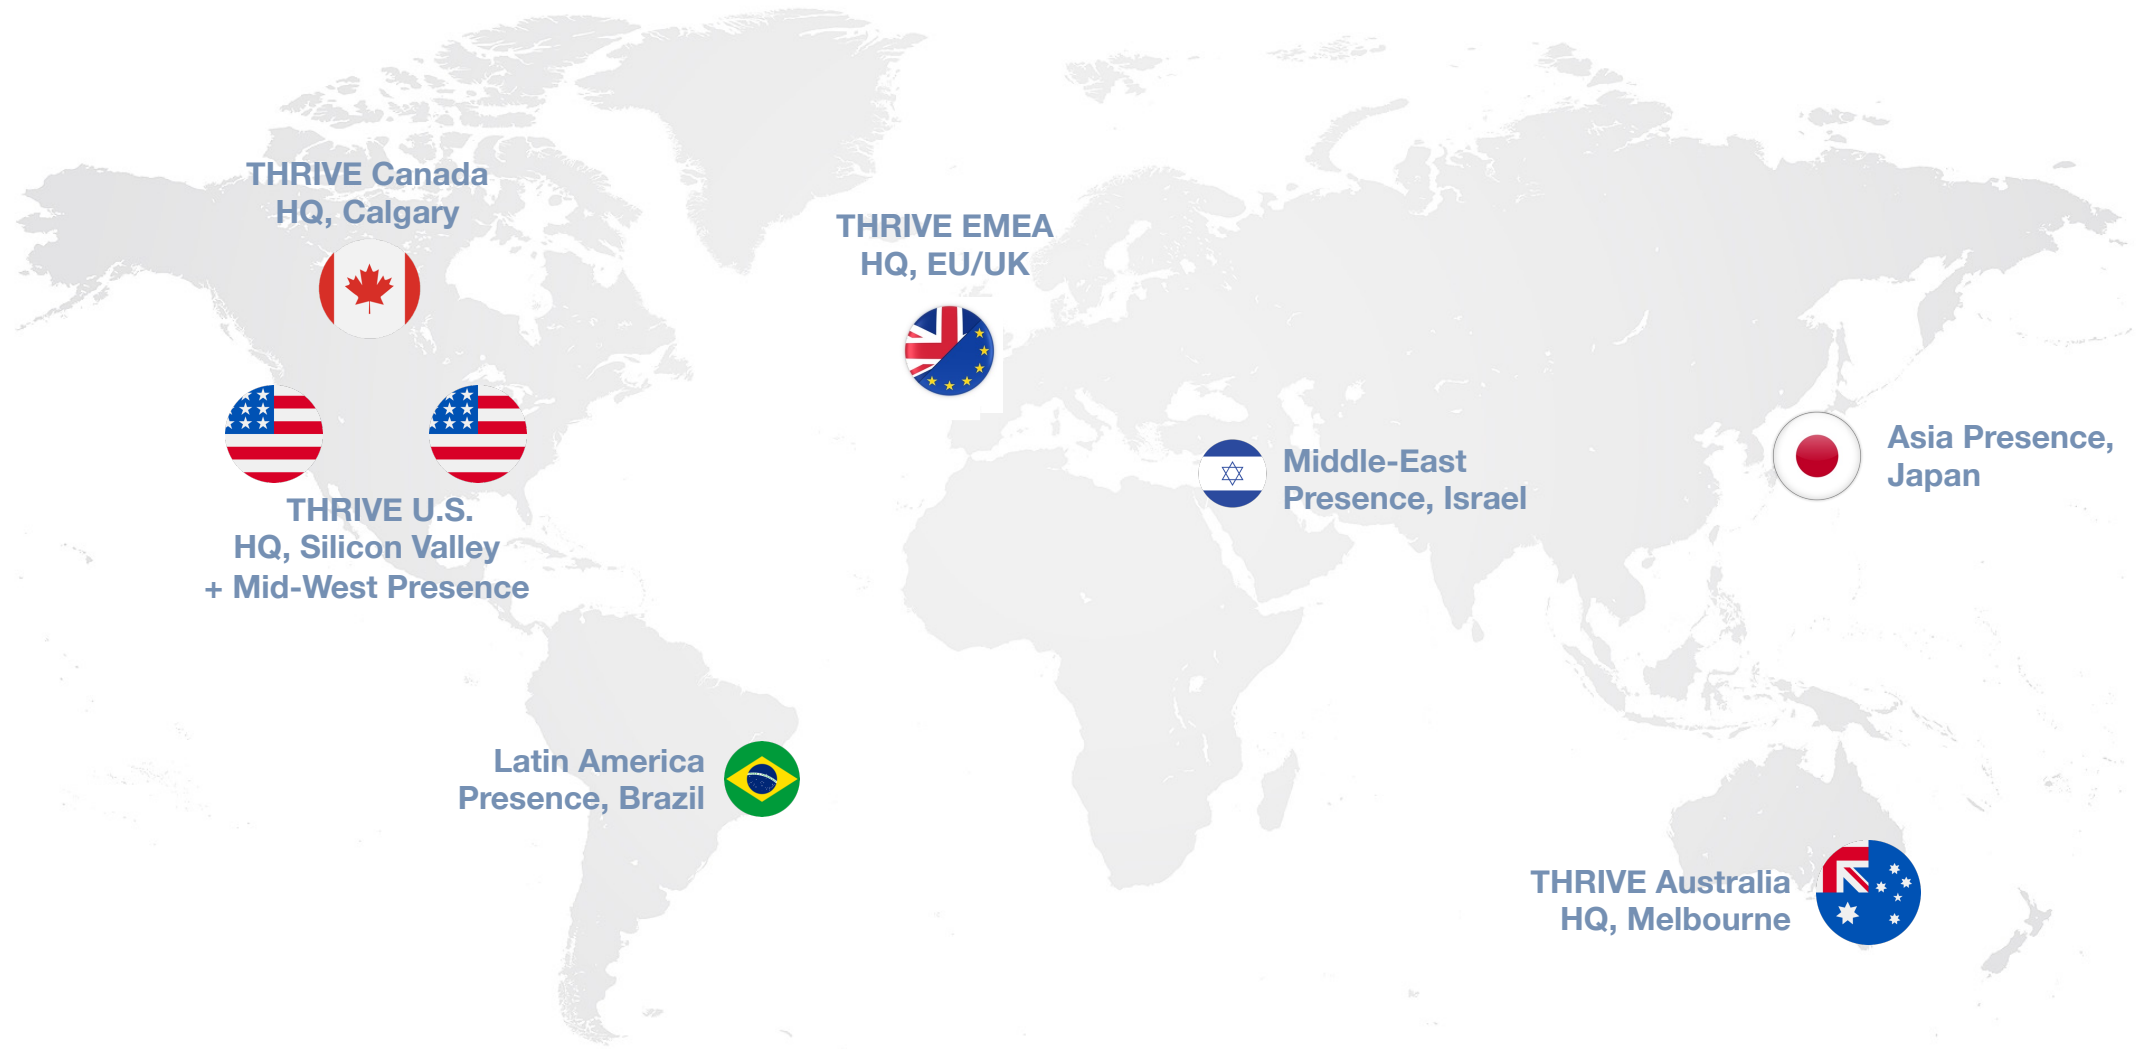 THRIVE Canada
HQ, Calgary
THRIVE EMEA
HQ, EU/UK
THRIVE U.S.
HQ, Silicon Valley
+ Mid-West Presence
Middle-East
Presence, Israel
Asia Presence,
Japan
Latin America
Presence, Brazil
THRIVE Australia
HQ, Melbourne